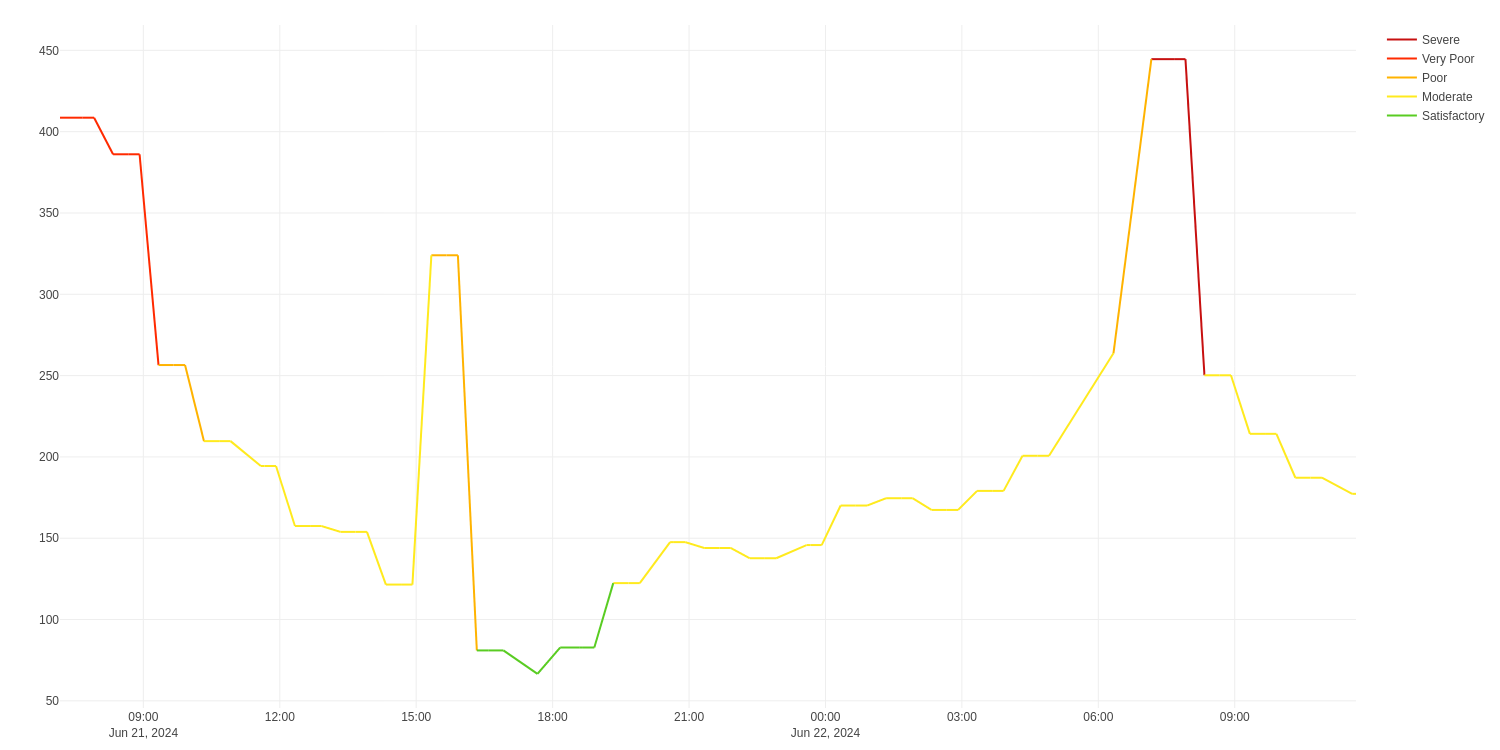 450
400
350
300
250
200
150
100
50
09:00
Jun 21, 2024
12:00
15:00
18:00
21:00
00:00
Jun 22, 2024
03:00
06:00
09:00
Severe
Very Poor
Poor
Moderate
Satisfactory